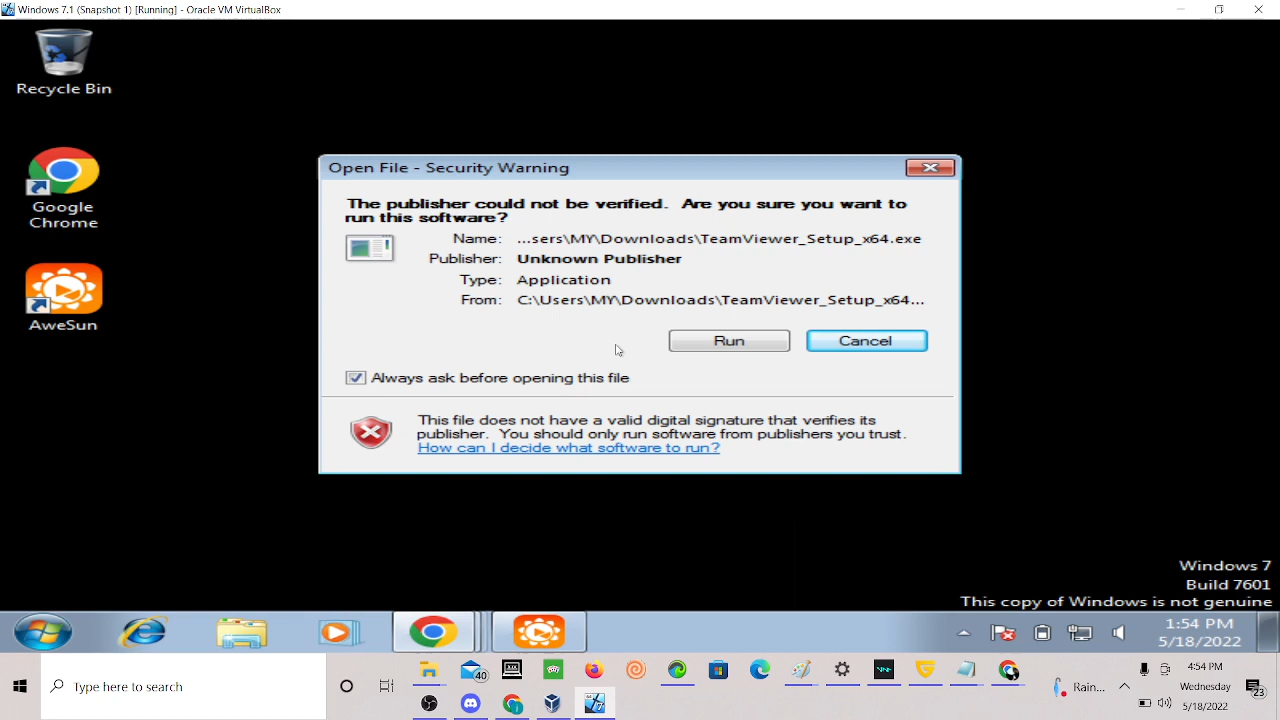 Windows 7.1 (Snapshot 1) [Running] - Oracle VM VirtualBox
Recycle Bin
Google
Chrome
AweSun
Open File - Security Warning
The publisher could not be verified.  Are you sure you want to
run this software?
Name: ...sers\MY\Downloads\TeamViewer_Setup_x64.exe
Publisher: Unknown Publisher
Type: Application
From: C:\Users\MY\Downloads\TeamViewer_Setup_x64...
Run
Cancel
Always ask before opening this file
This file does not have a valid digital signature that verifies its
publisher.  You should only run software from publishers you trust.
How can I decide what software to run?
Windows 7
Build 7601
This copy of Windows is not genuine
1:54 PM
5/18/2022
Type here to search
40
Rain...
4:54 PM
Wednesday
5/18/2022
23